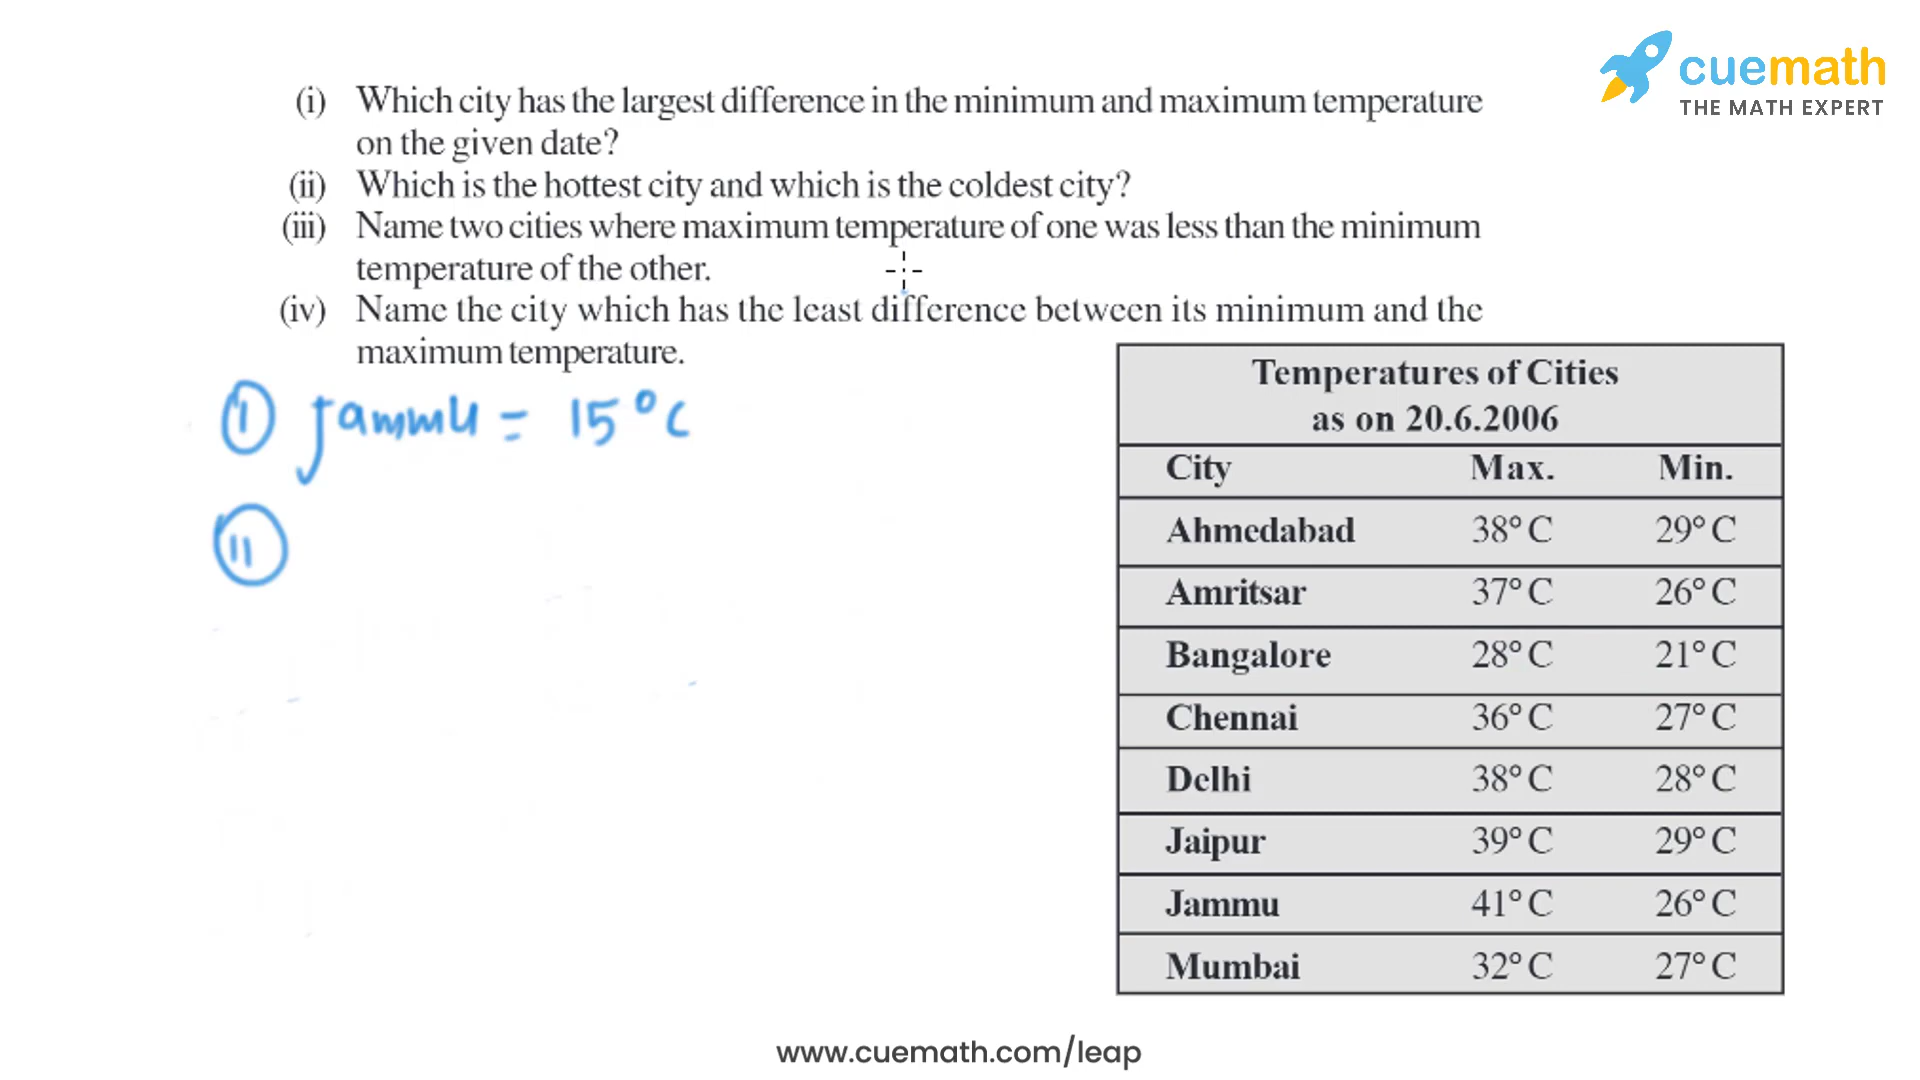 cuemath
THE MATH EXPERT
(i) Which city has the largest difference in the minimum and maximum temperature
on the given date?
(ii) Which is the hottest city and which is the coldest city?
(iii) Name two cities where maximum temperature of one was less than the minimum
temperature of the other.
(iv) Name the city which has the least difference between its minimum and the
maximum temperature.
(i) Jammu = 15°C
(ii)
Temperatures of Cities
as on 20.6.2006
City Max. Min.
Ahmedabad 38°C 29°C
Amritsar 37°C 26°C
Bangalore 28°C 21°C
Chennai 36°C 27°C
Delhi 38°C 28°C
Jaipur 39°C 29°C
Jammu 41°C 26°C
Mumbai 32°C 27°C
www.cuemath.com/leap